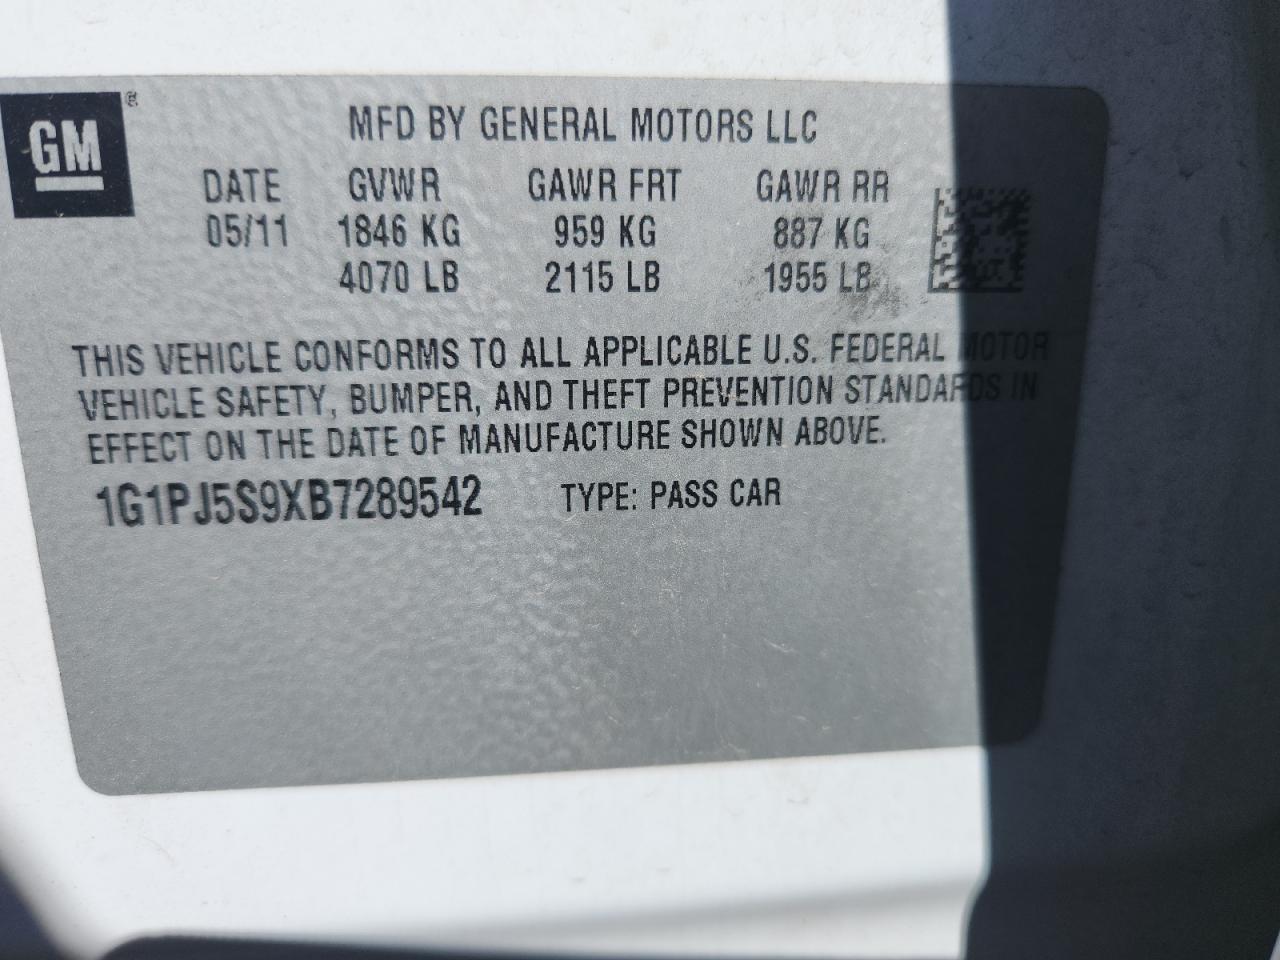 GM®
MFD BY GENERAL MOTORS LLC
DATE GVWR GAWR FRT GAWR RR
05/11 1846 KG 959 KG 887 KG
4070 LB 2115 LB 1955 LB
THIS VEHICLE CONFORMS TO ALL APPLICABLE U.S. FEDERAL MOTOR
VEHICLE SAFETY, BUMPER, AND THEFT PREVENTION STANDARDS IN
EFFECT ON THE DATE OF MANUFACTURE SHOWN ABOVE.
1G1PJ5S9XB7289542 TYPE: PASS CAR